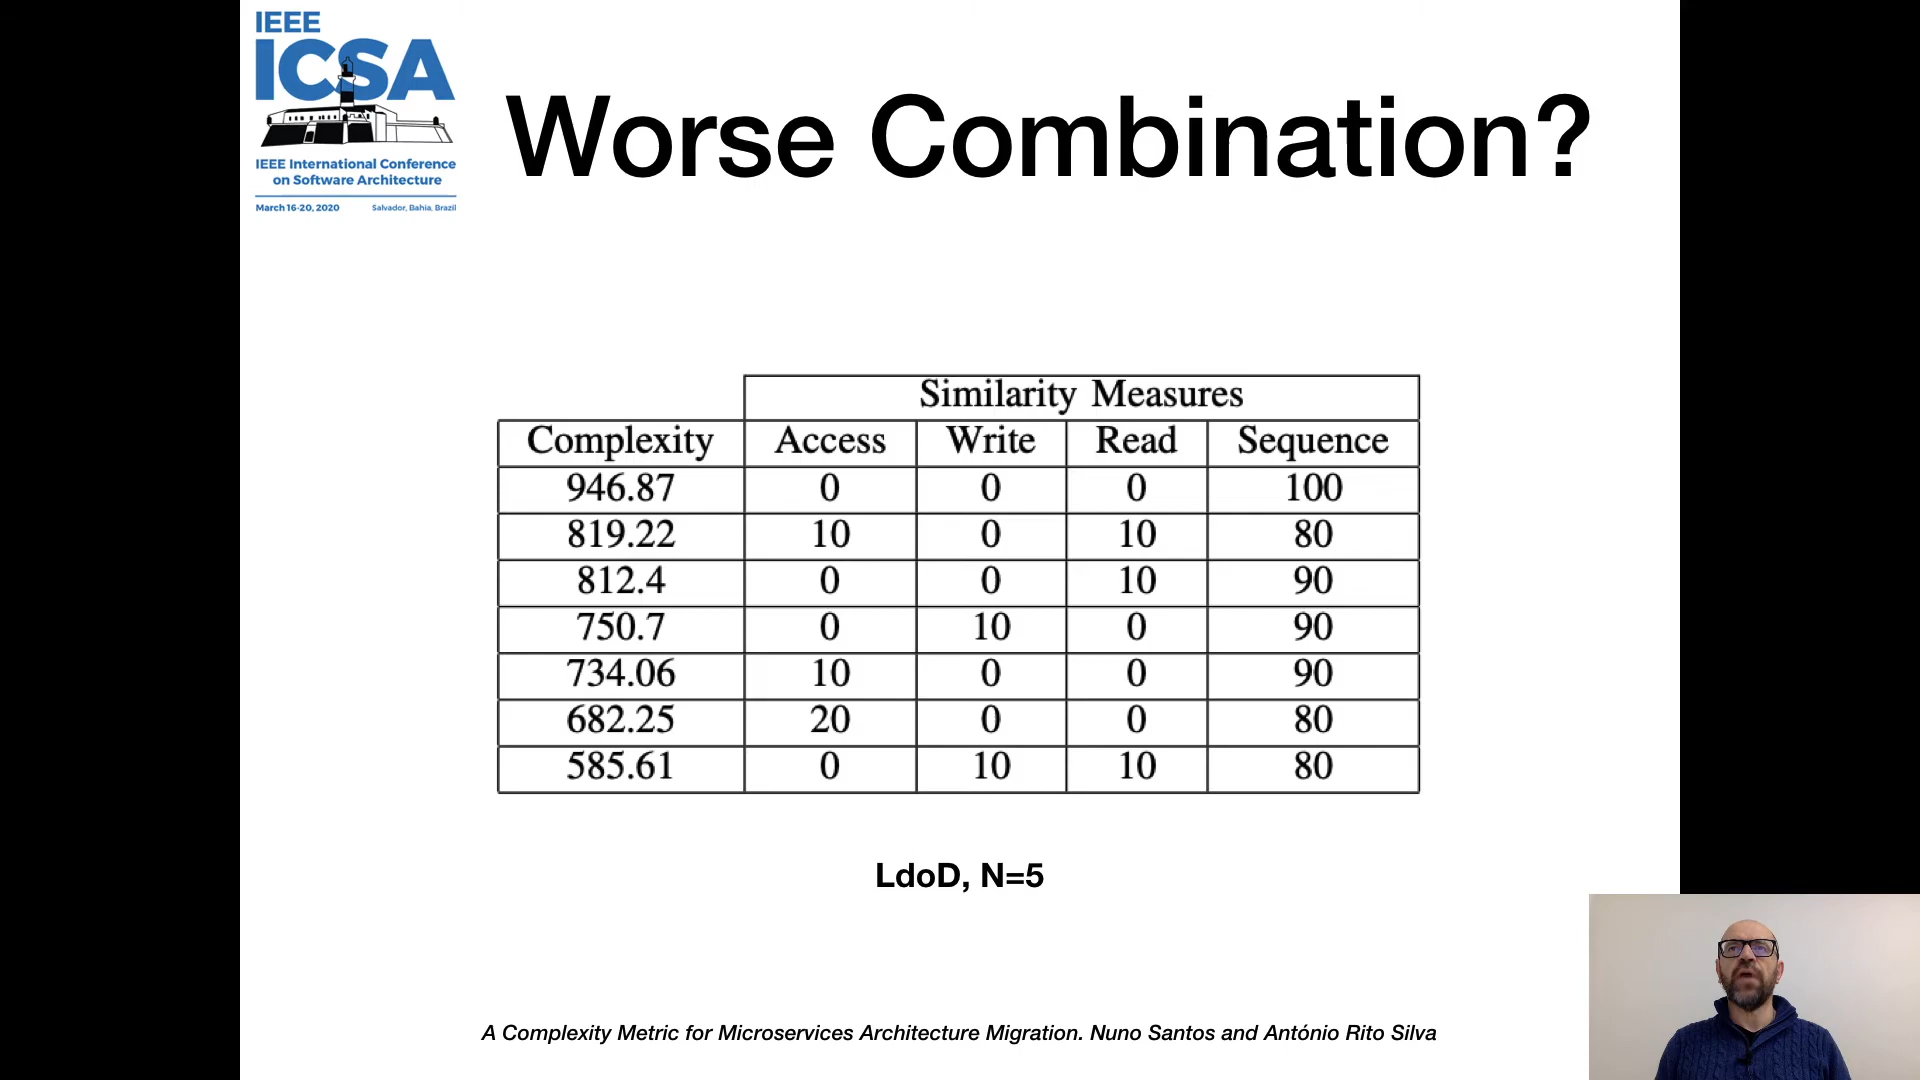 IEEE
ICSA
IEEE International Conference
on Software Architecture
March 16-20, 2020 Salvador, Bahia, Brazil
Worse Combination?
Similarity Measures
Complexity Access Write Read Sequence
946.87 0 0 0 100
819.22 10 0 10 80
812.4 0 0 10 90
750.7 0 10 0 90
734.06 10 0 0 90
682.25 20 0 0 80
585.61 0 10 10 80
LdoD, N=5
A Complexity Metric for Microservices Architecture Migration. Nuno Santos and António Rito Silva